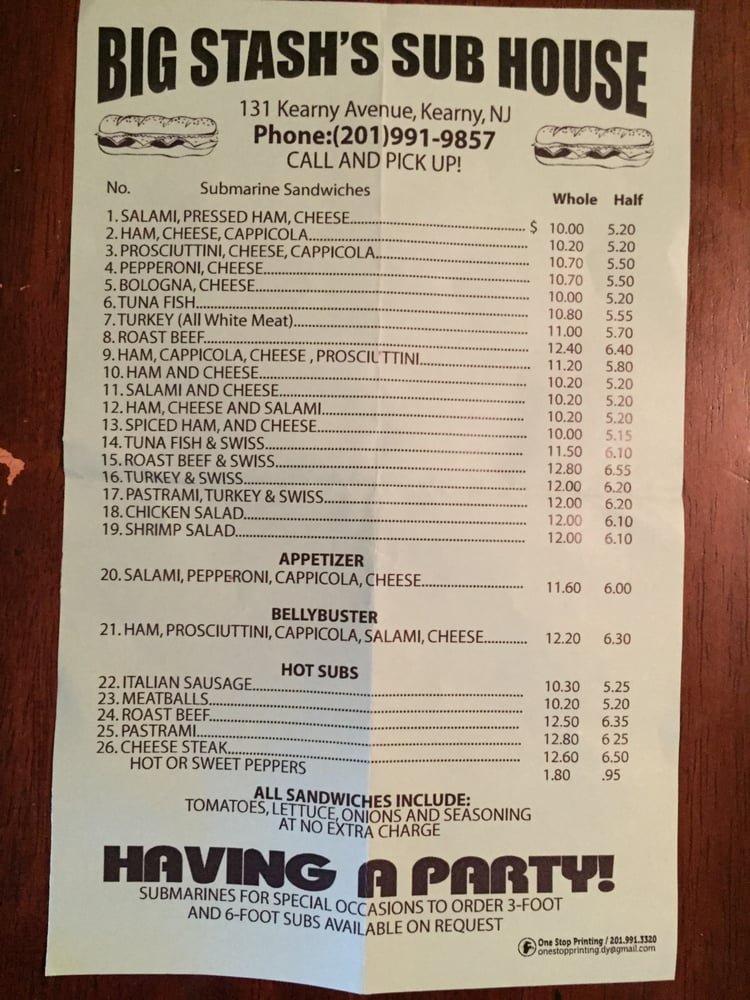 BIG STASH'S SUB HOUSE
131 Kearny Avenue, Kearny, NJ
Phone:(201)991-9857
CALL AND PICK UP!
No. Submarine Sandwiches Whole Half
1. SALAMI, PRESSED HAM, CHEESE........ $ 10.00 5.20
2. HAM, CHEESE, CAPPICOLA........ 10.20 5.20
3. PROSCIUTTINI, CHEESE, CAPPICOLA........ 10.70 5.50
4. PEPPERONI, CHEESE........ 10.70 5.50
5. BOLOGNA, CHEESE........ 10.00 5.20
6. TUNA FISH........ 10.80 5.55
7. TURKEY (All White Meat)........ 11.00 5.70
8. ROAST BEEF........ 12.40 6.40
9. HAM, CAPPICOLA, CHEESE , PROSCIUTTINI........ 11.20 5.80
10. HAM AND CHEESE........ 10.20 5.20
11. SALAMI AND CHEESE........ 10.20 5.20
12. HAM, CHEESE AND SALAMI........ 10.20 5.20
13. SPICED HAM, AND CHEESE........ 10.00 5.15
14. TUNA FISH & SWISS........ 11.50 6.10
15. ROAST BEEF & SWISS........ 12.80 6.55
16. TURKEY & SWISS........ 12.00 6.20
17. PASTRAMI, TURKEY & SWISS........ 12.00 6.20
18. CHICKEN SALAD........ 12.00 6.10
19. SHRIMP SALAD........ 12.00 6.10
APPETIZER
20. SALAMI, PEPPERONI, CAPPICOLA, CHEESE........ 11.60 6.00
BELLYBUSTER
21. HAM, PROSCIUTTINI, CAPPICOLA, SALAMI, CHEESE........ 12.20 6.30
HOT SUBS
22. ITALIAN SAUSAGE........ 10.30 5.25
23. MEATBALLS........ 10.20 5.20
24. ROAST BEEF........ 12.50 6.35
25. PASTRAMI........ 12.80 6 25
26. CHEESE STEAK........ 12.60 6.50
HOT OR SWEET PEPPERS 1.80 .95
ALL SANDWICHES INCLUDE:
TOMATOES, LETTUCE, ONIONS AND SEASONING
AT NO EXTRA CHARGE
HAVING A PARTY!
SUBMARINES FOR SPECIAL OCCASIONS TO ORDER 3-FOOT
AND 6-FOOT SUBS AVAILABLE ON REQUEST
One Stop Printing / 201.991.3320
onestopprinting.dy@gmail.com